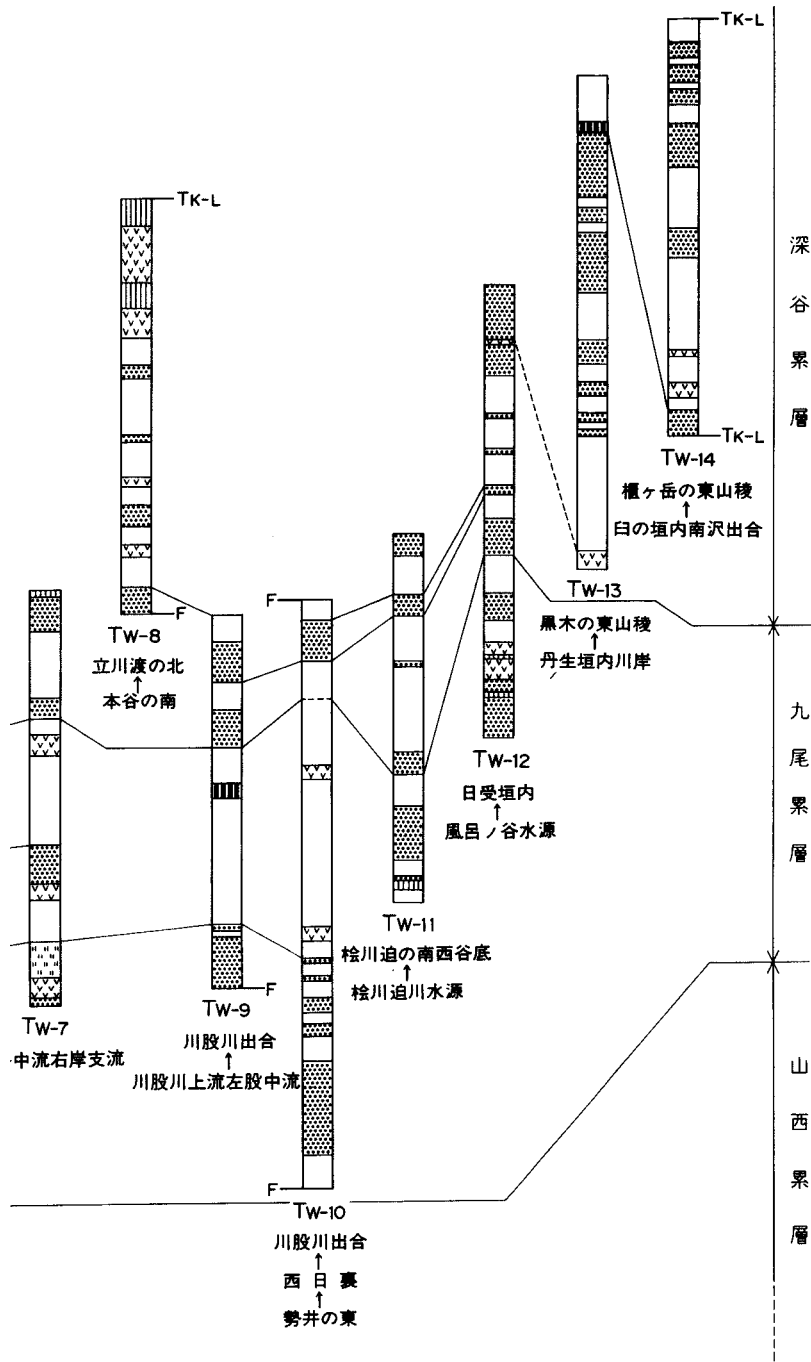 TK-L
TK-L
TK-L
TW-14
櫃ヶ岳の東山稜
↑
臼の垣内南沢出合
TW-13
黒木の東山稜
↑
丹生垣内川岸
TW-12
日受垣内
↑
風呂ノ谷水源
TW-11
桧川迫の南西谷底
↑
桧川迫川水源
F
F
TW-10
川股川出合
↑
西日裏
↑
勢井の東
F
TW-9
川股川出合
↑
川股川上流左股中流
F
TW-8
立川渡の北
↑
本谷の南
TW-7
中流右岸支流
深谷累層
九尾累層
山西累層